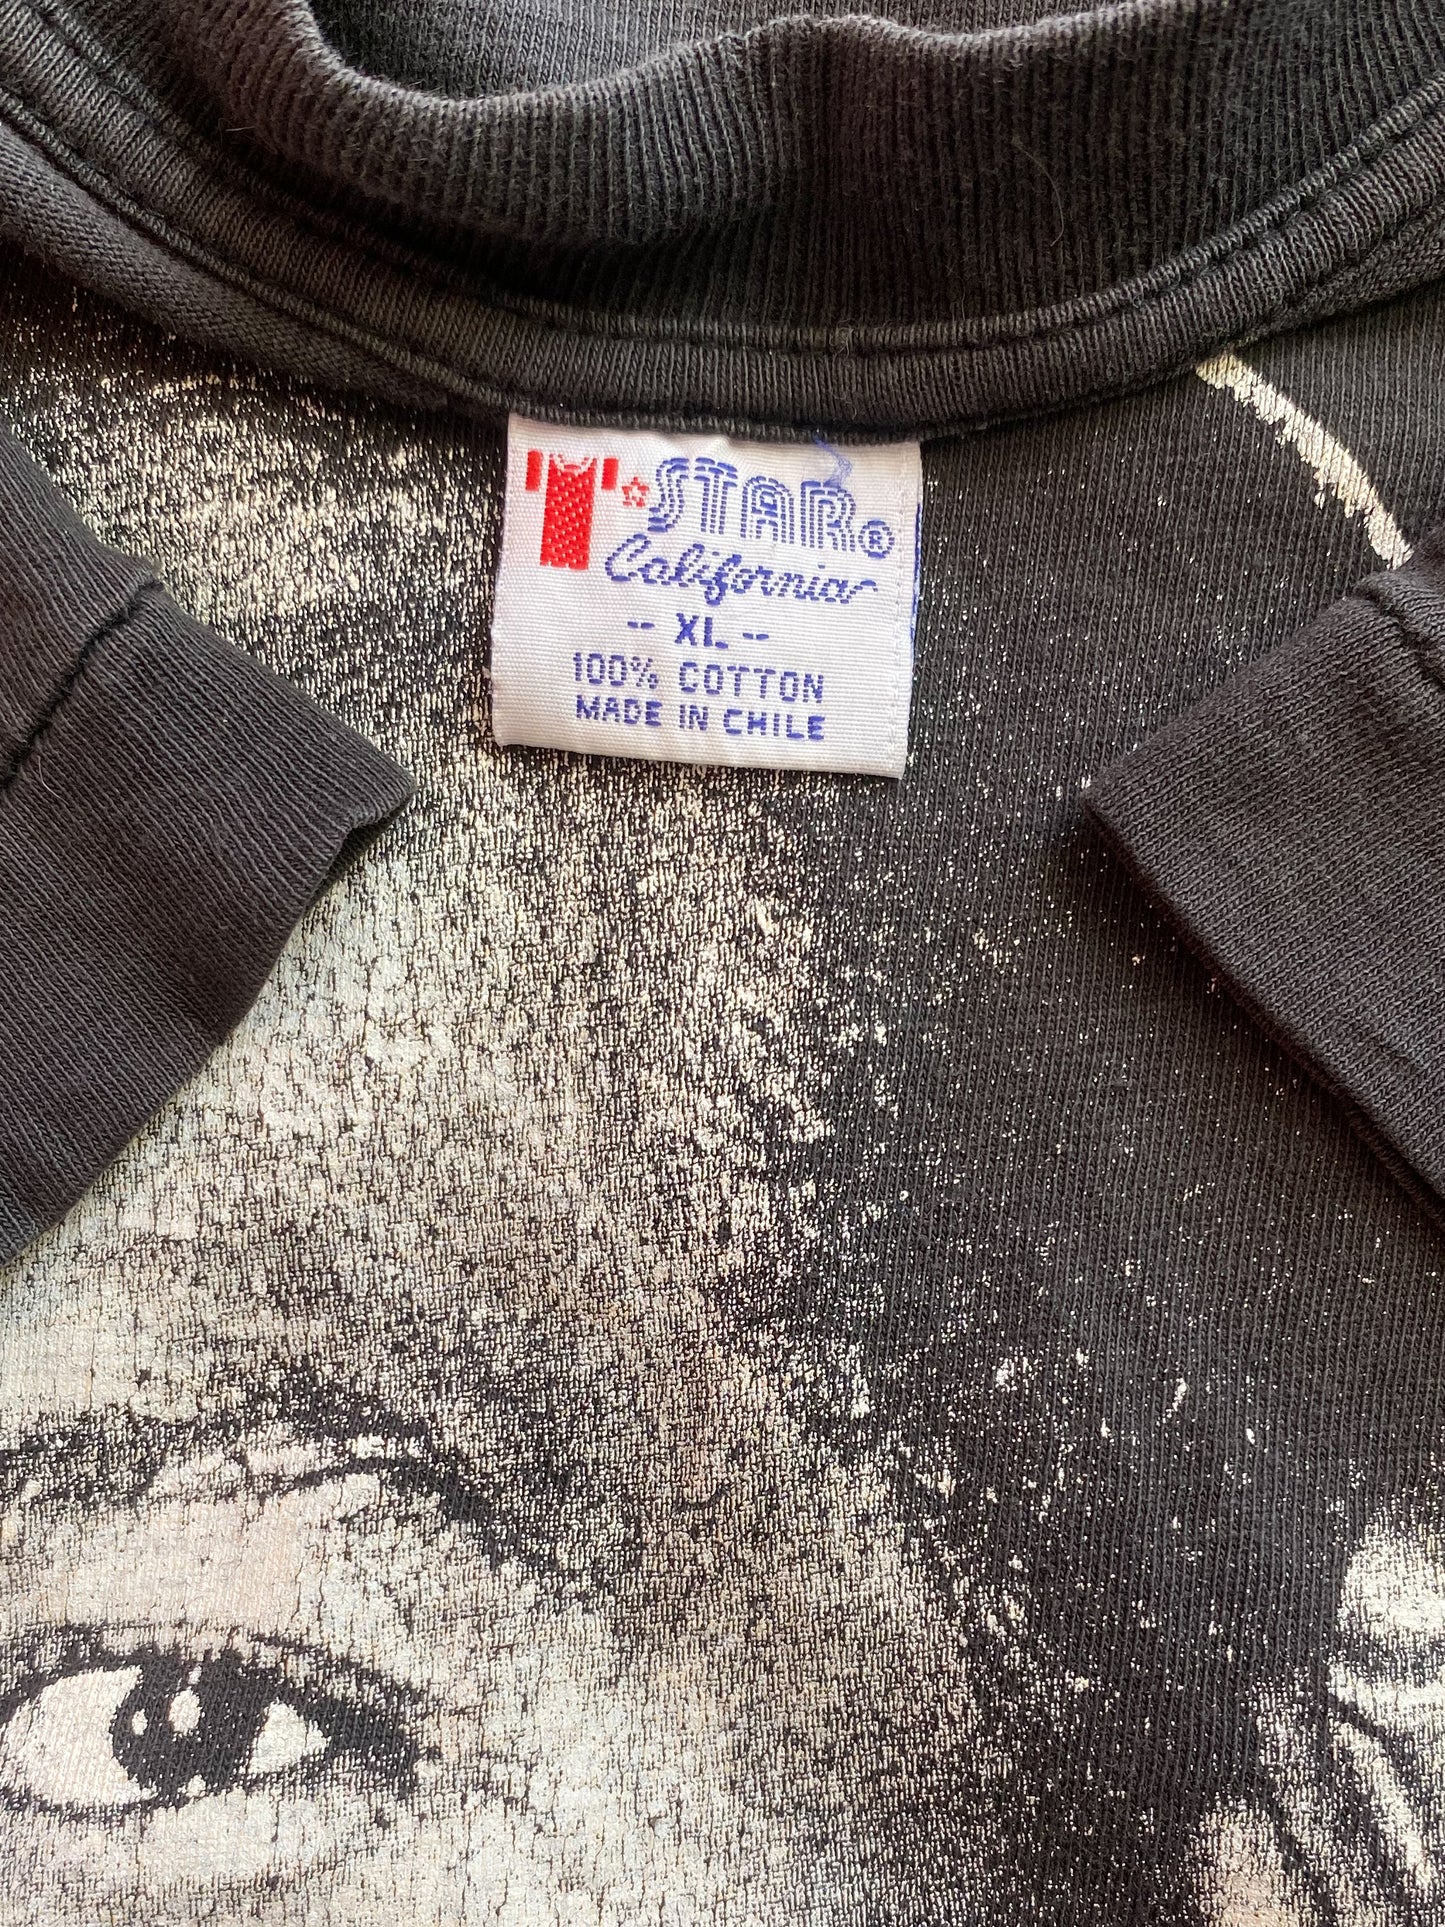 T*STAR®
California
-- XL --
100% COTTON
MADE IN CHILE